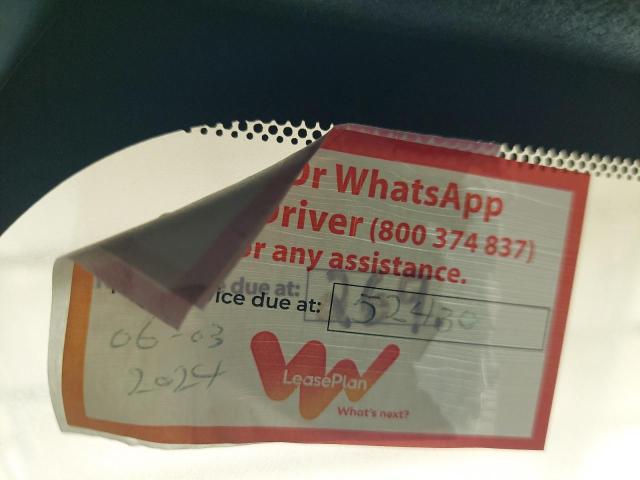 or WhatsApp
Driver (800 374 837)
or any assistance.
due at:
ice due at: 52430
06-03
2024
LeasePlan
What's next?